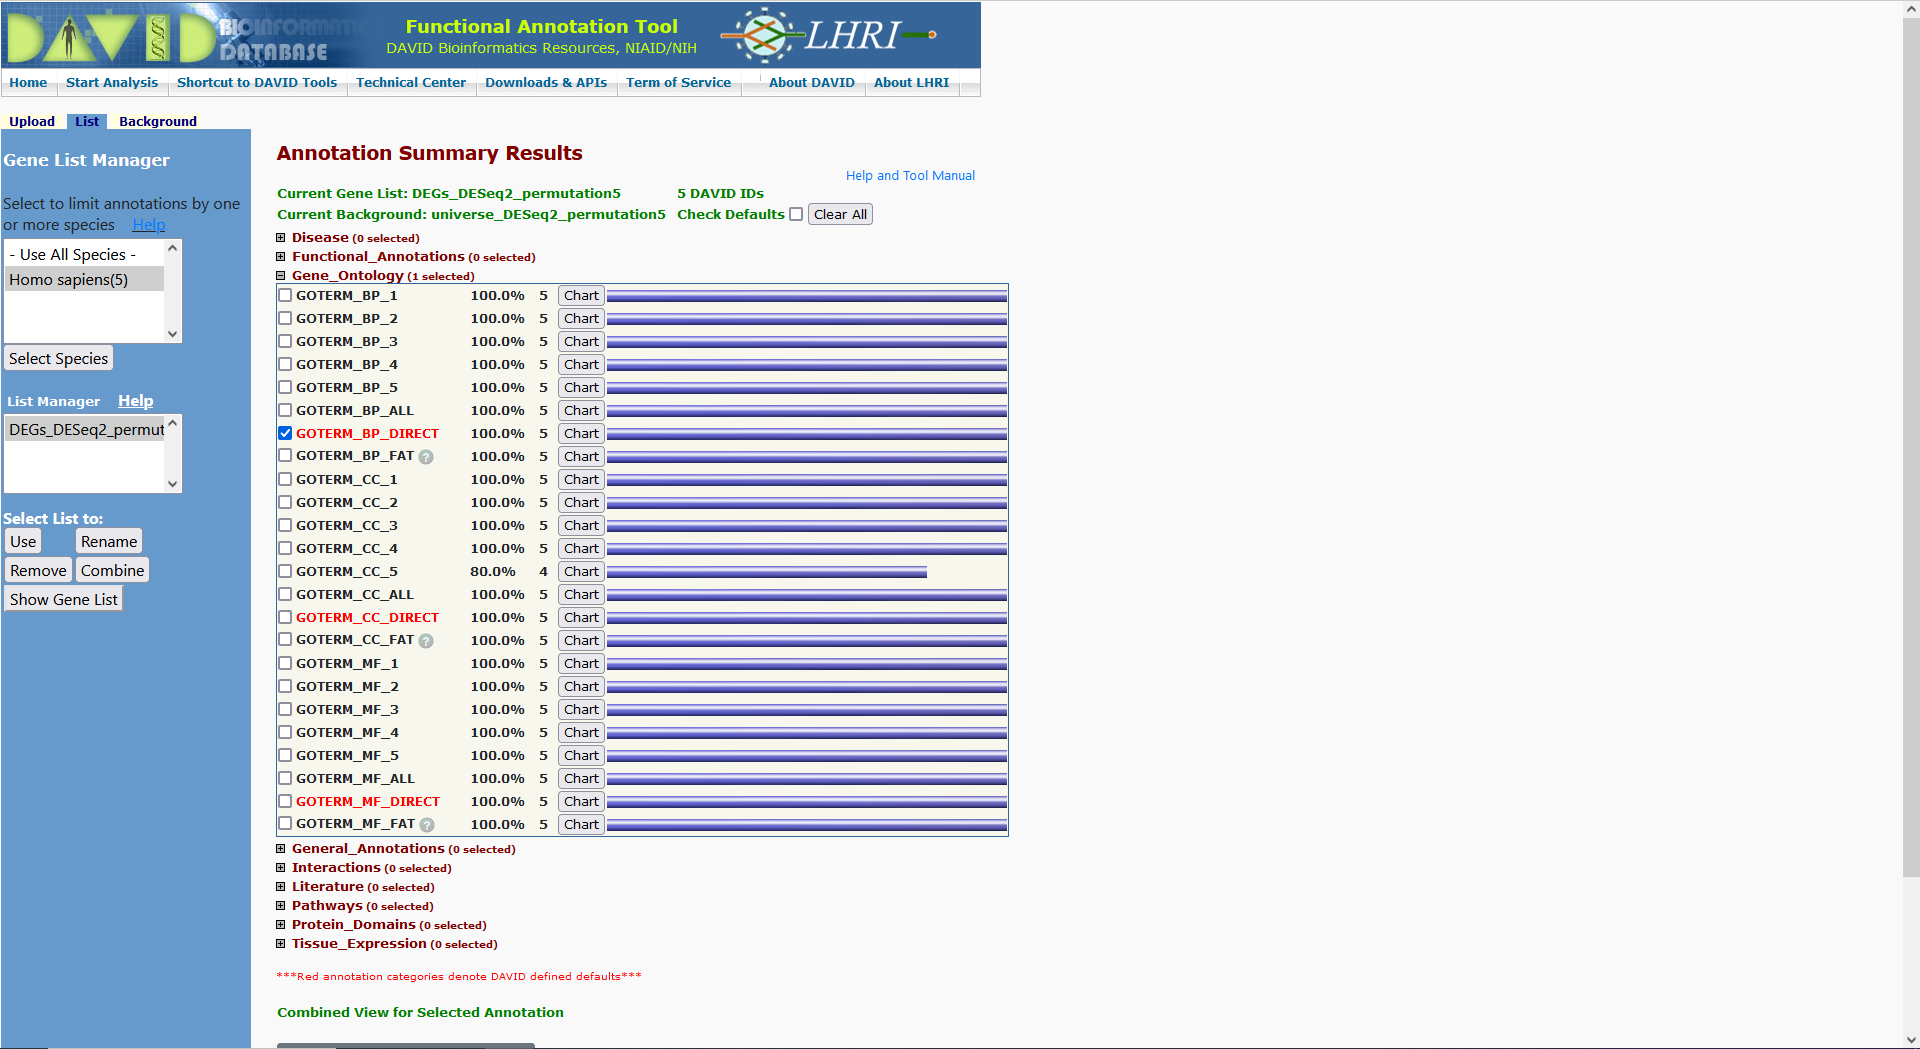 DAVID BIOINFORMATICS DATABASE
Functional Annotation Tool
DAVID Bioinformatics Resources, NIAID/NIH
LHRI
Home Start Analysis Shortcut to DAVID Tools Technical Center Downloads & APIs Term of Service About DAVID About LHRI
Upload List Background
Gene List Manager
Select to limit annotations by one
or more species Help
- Use All Species -
Homo sapiens(5)
Select Species
List Manager Help
DEGs_DESeq2_permut
Select List to:
Use Rename
Remove Combine
Show Gene List
Annotation Summary Results
Help and Tool Manual
Current Gene List: DEGs_DESeq2_permutation5 5 DAVID IDs
Current Background: universe_DESeq2_permutation5 Check Defaults Clear All
Disease (0 selected)
Functional_Annotations (0 selected)
Gene_Ontology (1 selected)
GOTERM_BP_1 100.0% 5 Chart
GOTERM_BP_2 100.0% 5 Chart
GOTERM_BP_3 100.0% 5 Chart
GOTERM_BP_4 100.0% 5 Chart
GOTERM_BP_5 100.0% 5 Chart
GOTERM_BP_ALL 100.0% 5 Chart
GOTERM_BP_DIRECT 100.0% 5 Chart
GOTERM_BP_FAT ? 100.0% 5 Chart
GOTERM_CC_1 100.0% 5 Chart
GOTERM_CC_2 100.0% 5 Chart
GOTERM_CC_3 100.0% 5 Chart
GOTERM_CC_4 100.0% 5 Chart
GOTERM_CC_5 80.0% 4 Chart
GOTERM_CC_ALL 100.0% 5 Chart
GOTERM_CC_DIRECT 100.0% 5 Chart
GOTERM_CC_FAT ? 100.0% 5 Chart
GOTERM_MF_1 100.0% 5 Chart
GOTERM_MF_2 100.0% 5 Chart
GOTERM_MF_3 100.0% 5 Chart
GOTERM_MF_4 100.0% 5 Chart
GOTERM_MF_5 100.0% 5 Chart
GOTERM_MF_ALL 100.0% 5 Chart
GOTERM_MF_DIRECT 100.0% 5 Chart
GOTERM_MF_FAT ? 100.0% 5 Chart
General_Annotations (0 selected)
Interactions (0 selected)
Literature (0 selected)
Pathways (0 selected)
Protein_Domains (0 selected)
Tissue_Expression (0 selected)
***Red annotation categories denote DAVID defined defaults***
Combined View for Selected Annotation